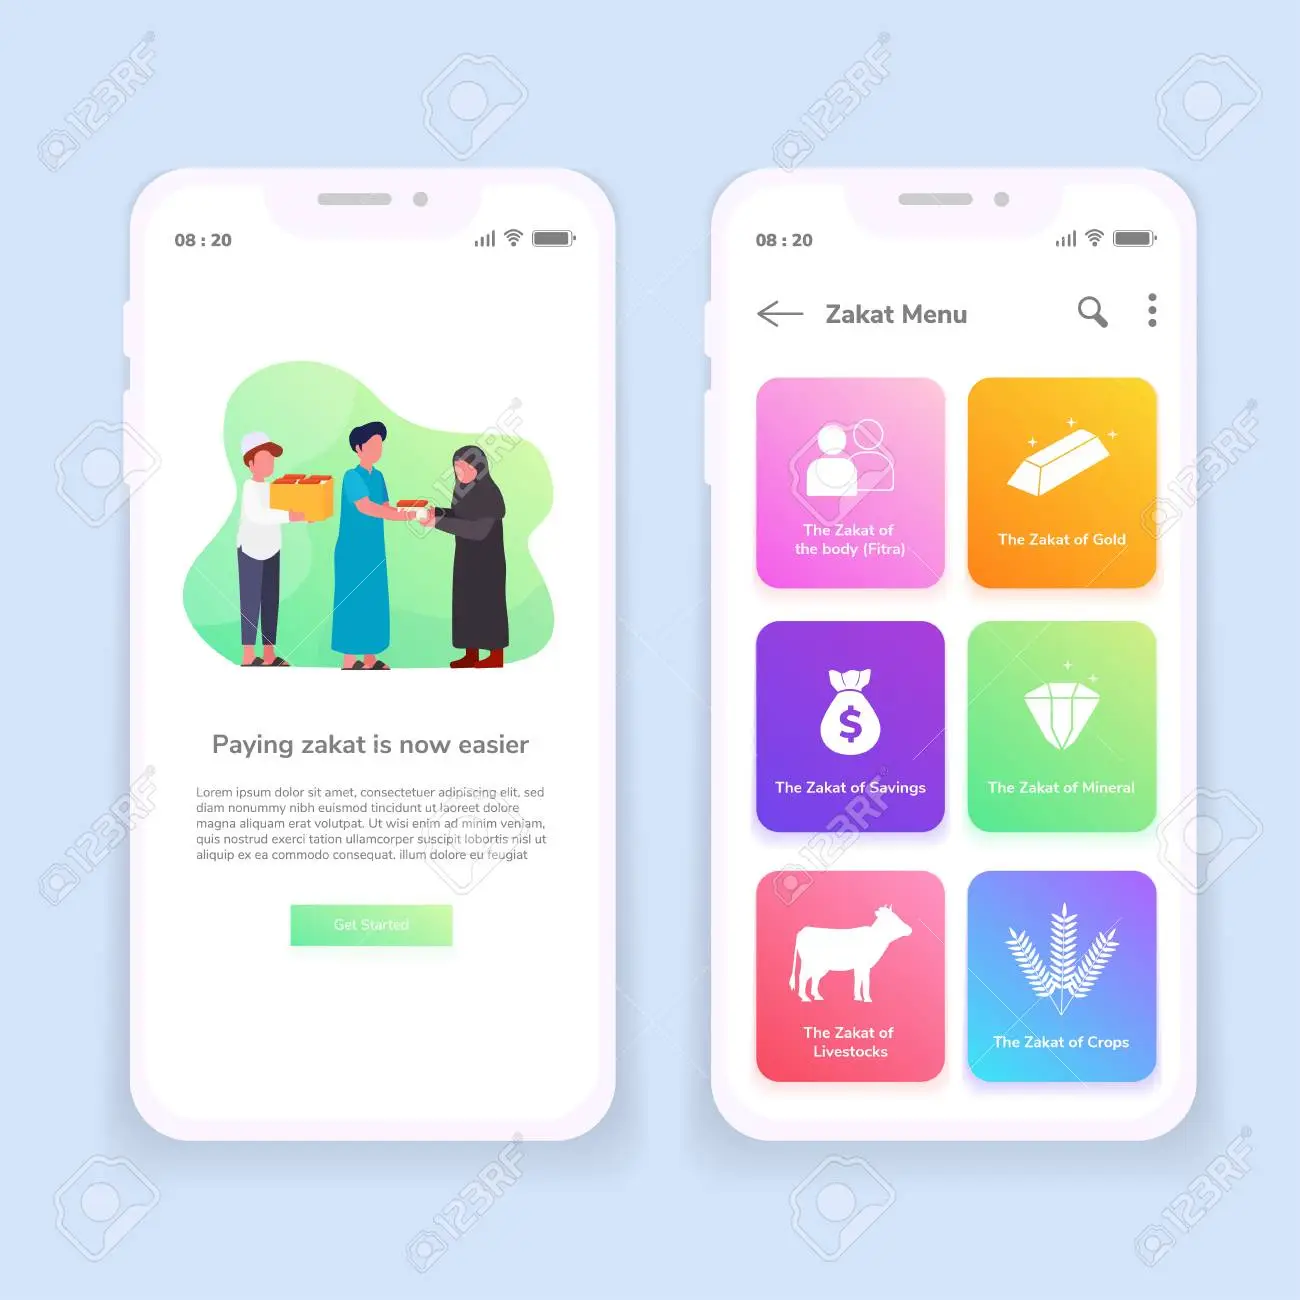 08 : 20
Paying zakat is now easier
Lorem ipsum dolor sit amet, consectetuer adipiscing elit, sed
diam nonummy nibh euismod tincidunt ut laoreet dolore
magna aliquam erat volutpat. Ut wisi enim ad minim veniam,
quis nostrud exerci tation ullamcorper suscipit lobortis nisl ut
aliquip ex ea commodo consequat. illum dolore eu feugiat
Get Started
08 : 20
Zakat Menu
The Zakat of
the body (Fitra)
The Zakat of Gold
$
The Zakat of Savings
The Zakat of Mineral
The Zakat of
Livestocks
The Zakat of Crops
123RF
123RF
123RF
123RF
123RF
123RF
123RF
123RF